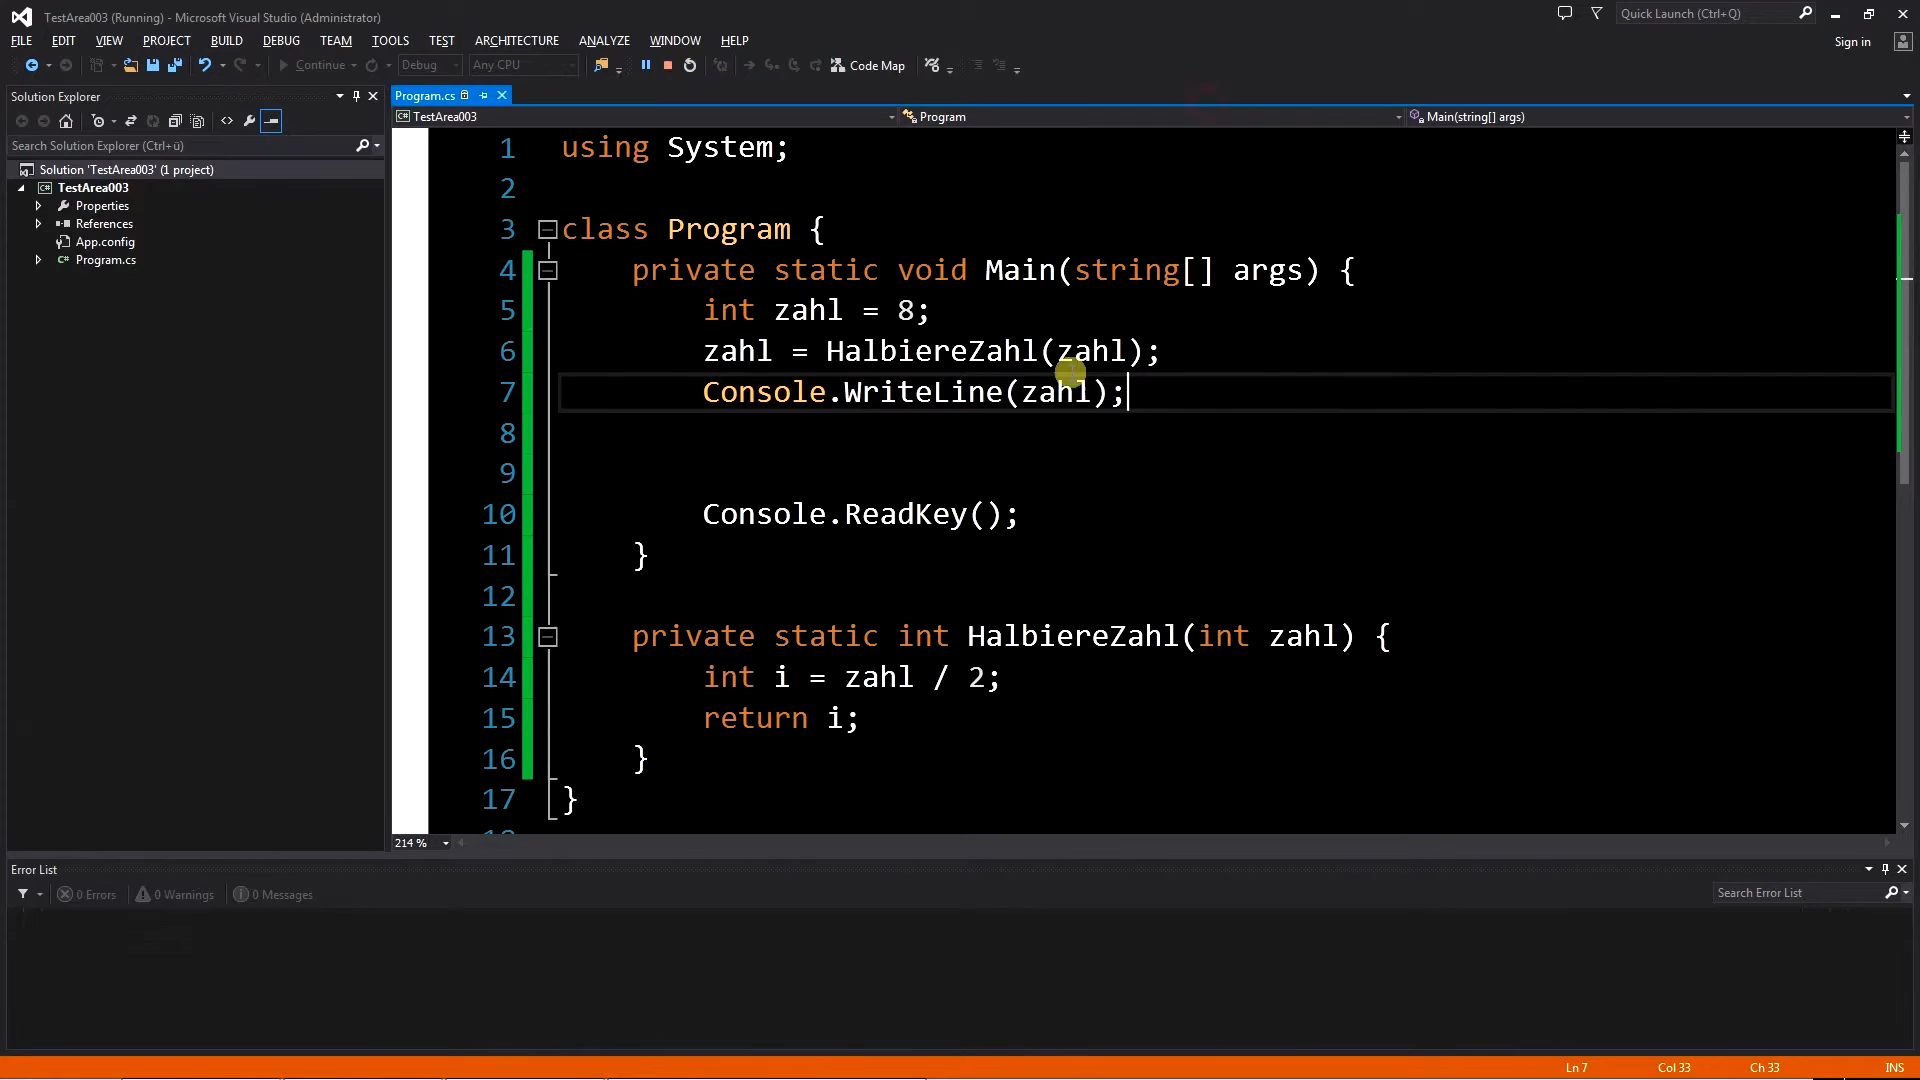 TestArea003 (Running) - Microsoft Visual Studio (Administrator)
Quick Launch (Ctrl+Q)
FILE EDIT VIEW PROJECT BUILD DEBUG TEAM TOOLS TEST ARCHITECTURE ANALYZE WINDOW HELP
Sign in
Continue Debug Any CPU Code Map
Solution Explorer
Program.cs
TestArea003 Program Main(string[] args)
Search Solution Explorer (Ctrl+ü)
Solution 'TestArea003' (1 project)
TestArea003
Properties
References
App.config
Program.cs
1 using System;
2
3 class Program {
4 private static void Main(string[] args) {
5 int zahl = 8;
6 zahl = HalbiereZahl(zahl);
7 Console.WriteLine(zahl);
8
9
10 Console.ReadKey();
11 }
12
13 private static int HalbiereZahl(int zahl) {
14 int i = zahl / 2;
15 return i;
16 }
17 }
214 %
Error List
0 Errors 0 Warnings 0 Messages
Search Error List
Ln 7 Col 33 Ch 33 INS